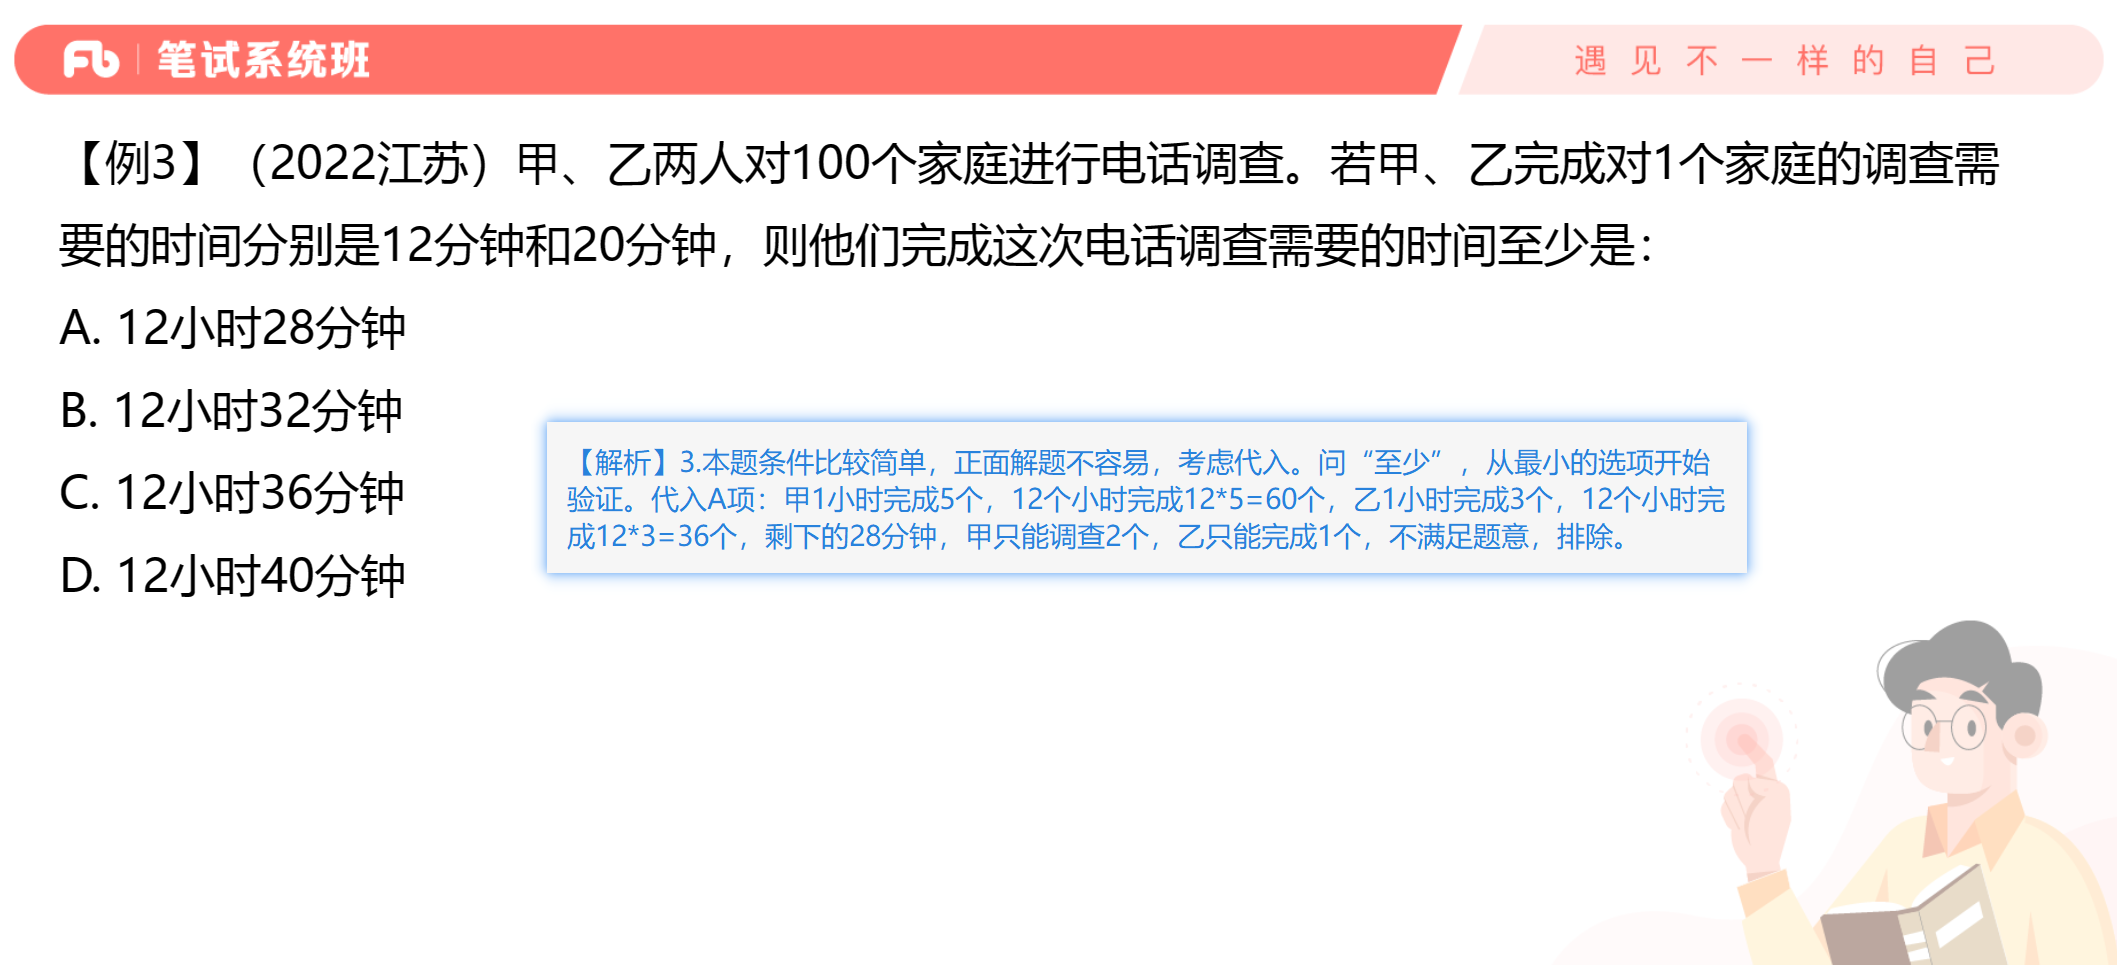 Fb 笔试系统班
遇见不一样的自己
【例3】（2022江苏）甲、乙两人对100个家庭进行电话调查。若甲、乙完成对1个家庭的调查需
要的时间分别是12分钟和20分钟，则他们完成这次电话调查需要的时间至少是：
A. 12小时28分钟
B. 12小时32分钟
C. 12小时36分钟
D. 12小时40分钟
【解析】3.本题条件比较简单，正面解题不容易，考虑代入。问“至少”，从最小的选项开始
验证。代入A项：甲1小时完成5个，12个小时完成12*5=60个，乙1小时完成3个，12个小时完
成12*3=36个，剩下的28分钟，甲只能调查2个，乙只能完成1个，不满足题意，排除。